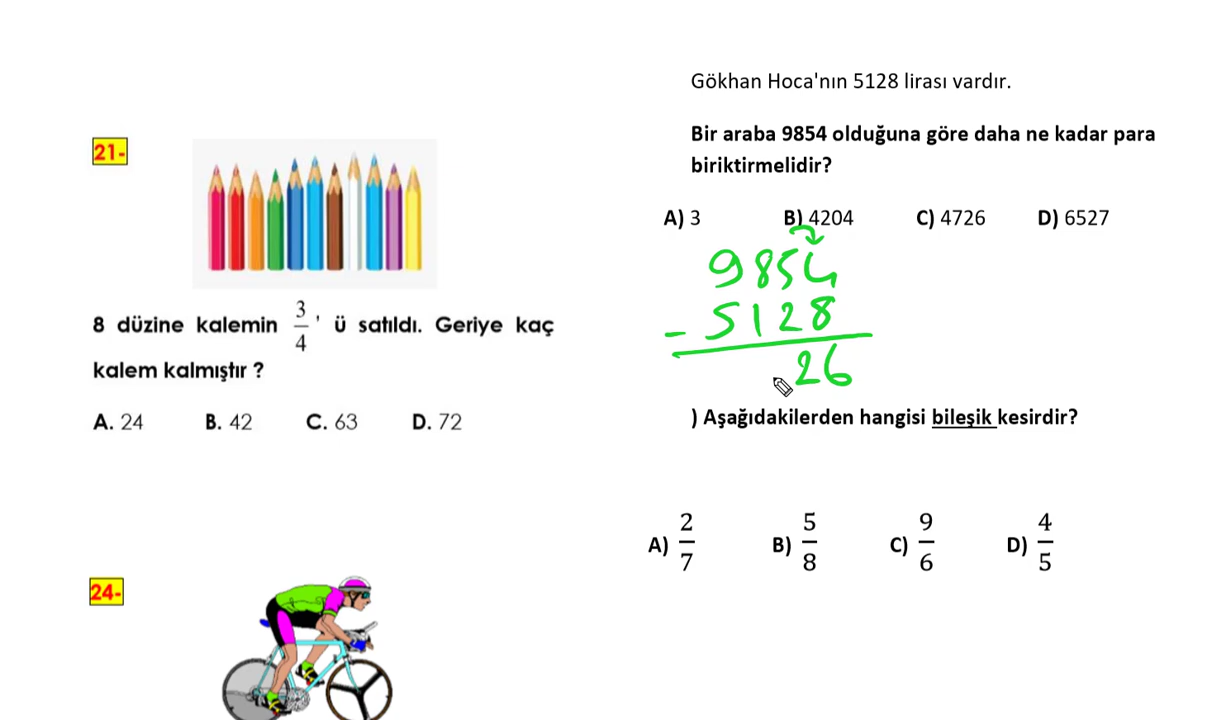 21-
8 düzine kalemin 3/4 ' ü satıldı. Geriye kaç
kalem kalmıştır ?
A. 24 B. 42 C. 63 D. 72
24-
Gökhan Hoca'nın 5128 lirası vardır.
Bir araba 9854 olduğuna göre daha ne kadar para
biriktirmelidir?
A) 3 B) 4204 C) 4726 D) 6527
9854
- 5128
26
) Aşağıdakilerden hangisi bileşik kesirdir?
A) 2/7 B) 5/8 C) 9/6 D) 4/5